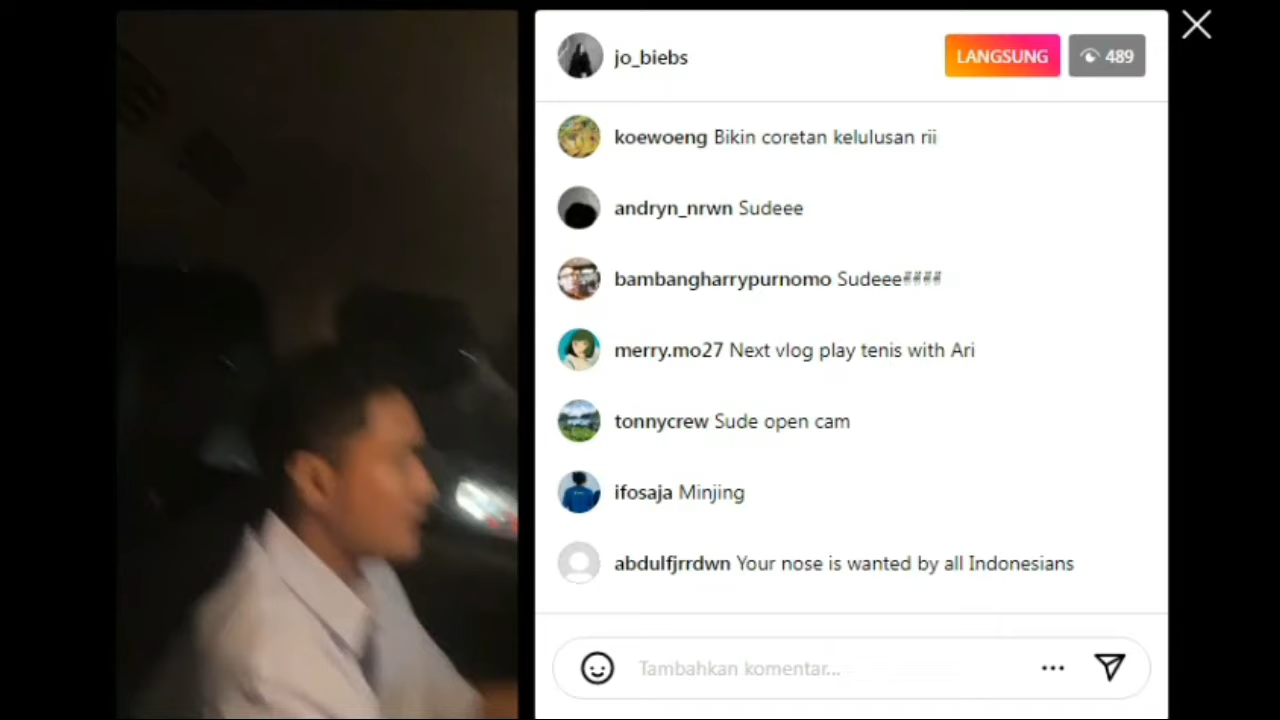 jo_biebs
LANGSUNG
489
koewoeng Bikin coretan kelulusan rii
andryn_nrwn Sudeee
bambangharrypurnomo Sudeee
merry.mo27 Next vlog play tenis with Ari
tonnycrew Sude open cam
ifosaja Minjing
abdulfjrrdwn Your nose is wanted by all Indonesians
Tambahkan komentar...